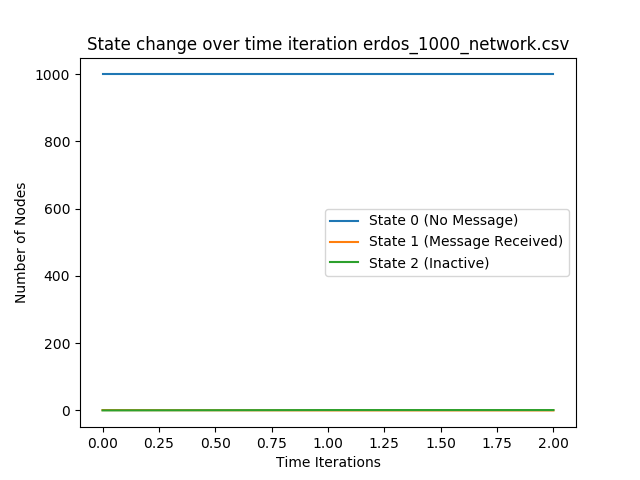 State change over time iteration erdos_1000_network.csv
1000
800
600
400
200
0
Number of Nodes
State 0 (No Message)
State 1 (Message Received)
State 2 (Inactive)
0.00 0.25 0.50 0.75 1.00 1.25 1.50 1.75 2.00
Time Iterations